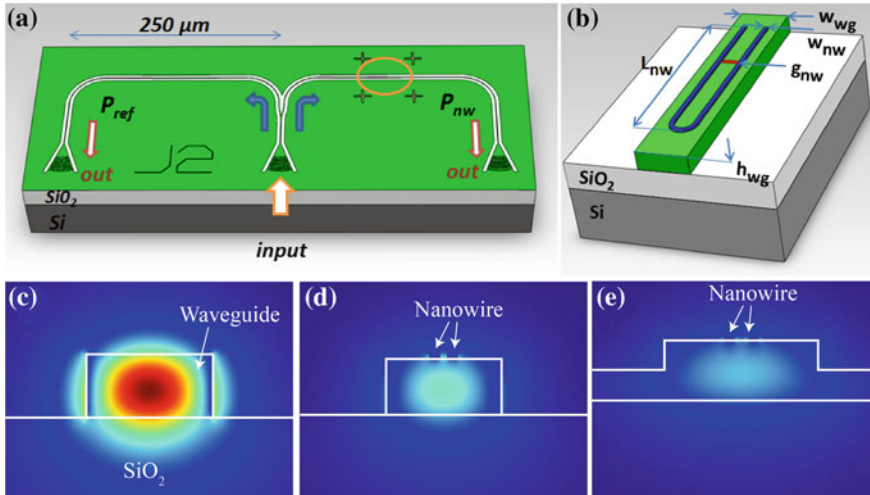 (a)
250 µm
P_ref
P_nw
out
out
J2
SiO₂
Si
input
(b)
w_wg
w_nw
L_nw
g_nw
h_wg
SiO₂
Si
(c)
Waveguide
SiO₂
(d)
Nanowire
(e)
Nanowire